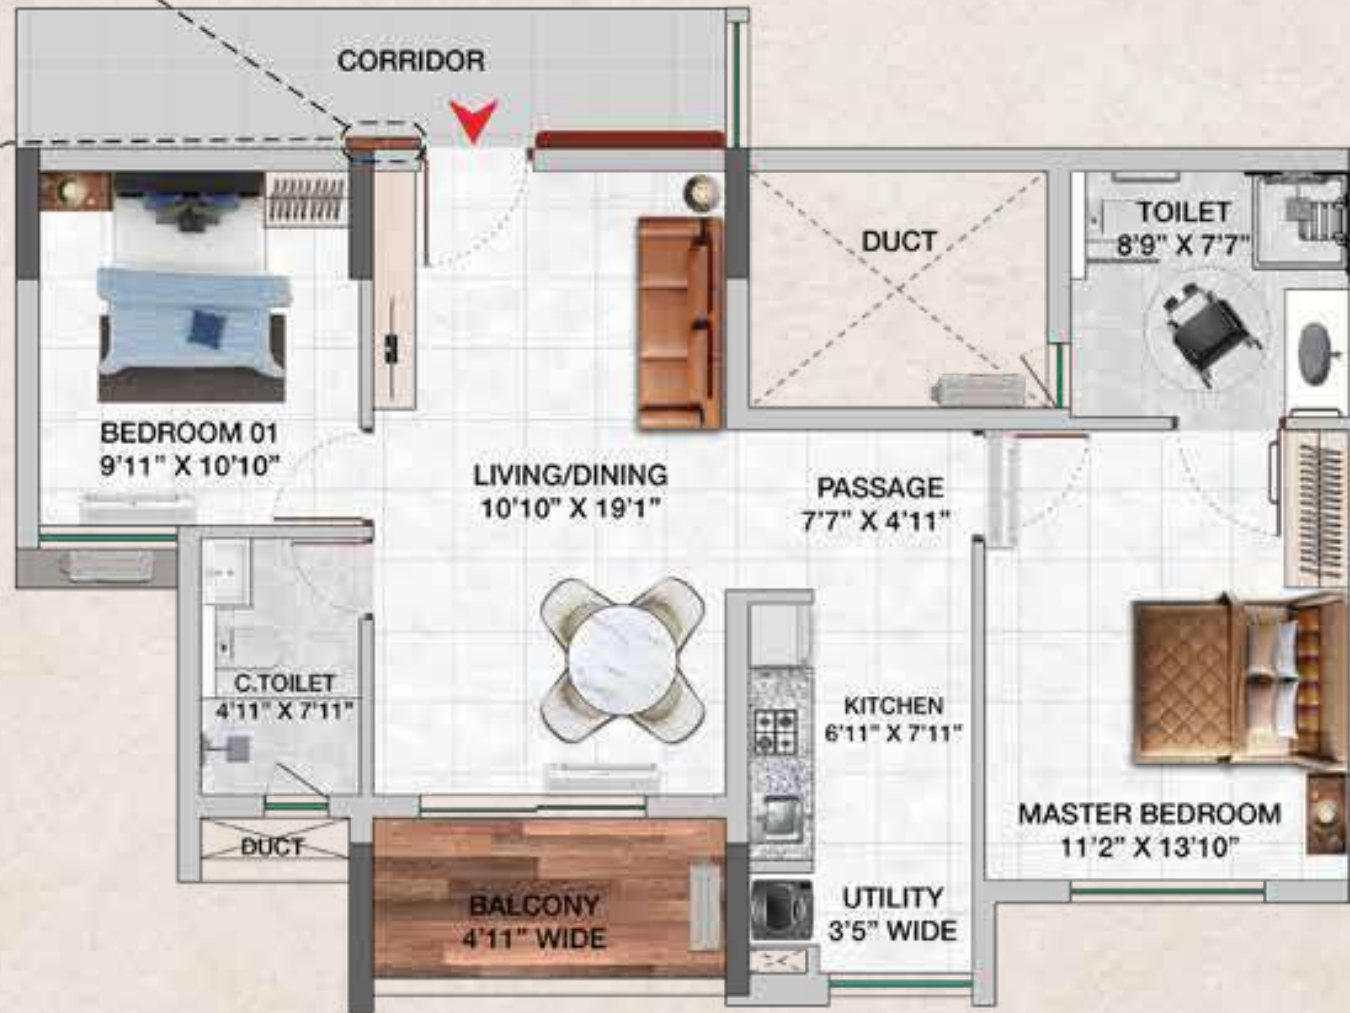 CORRIDOR
DUCT
TOILET
8'9" X 7'7"
BEDROOM 01
9'11" X 10'10"
LIVING/DINING
10'10" X 19'1"
PASSAGE
7'7" X 4'11"
C.TOILET
4'11" X 7'11"
KITCHEN
6'11" X 7'11"
MASTER BEDROOM
11'2" X 13'10"
DUCT
BALCONY
4'11" WIDE
UTILITY
3'5" WIDE